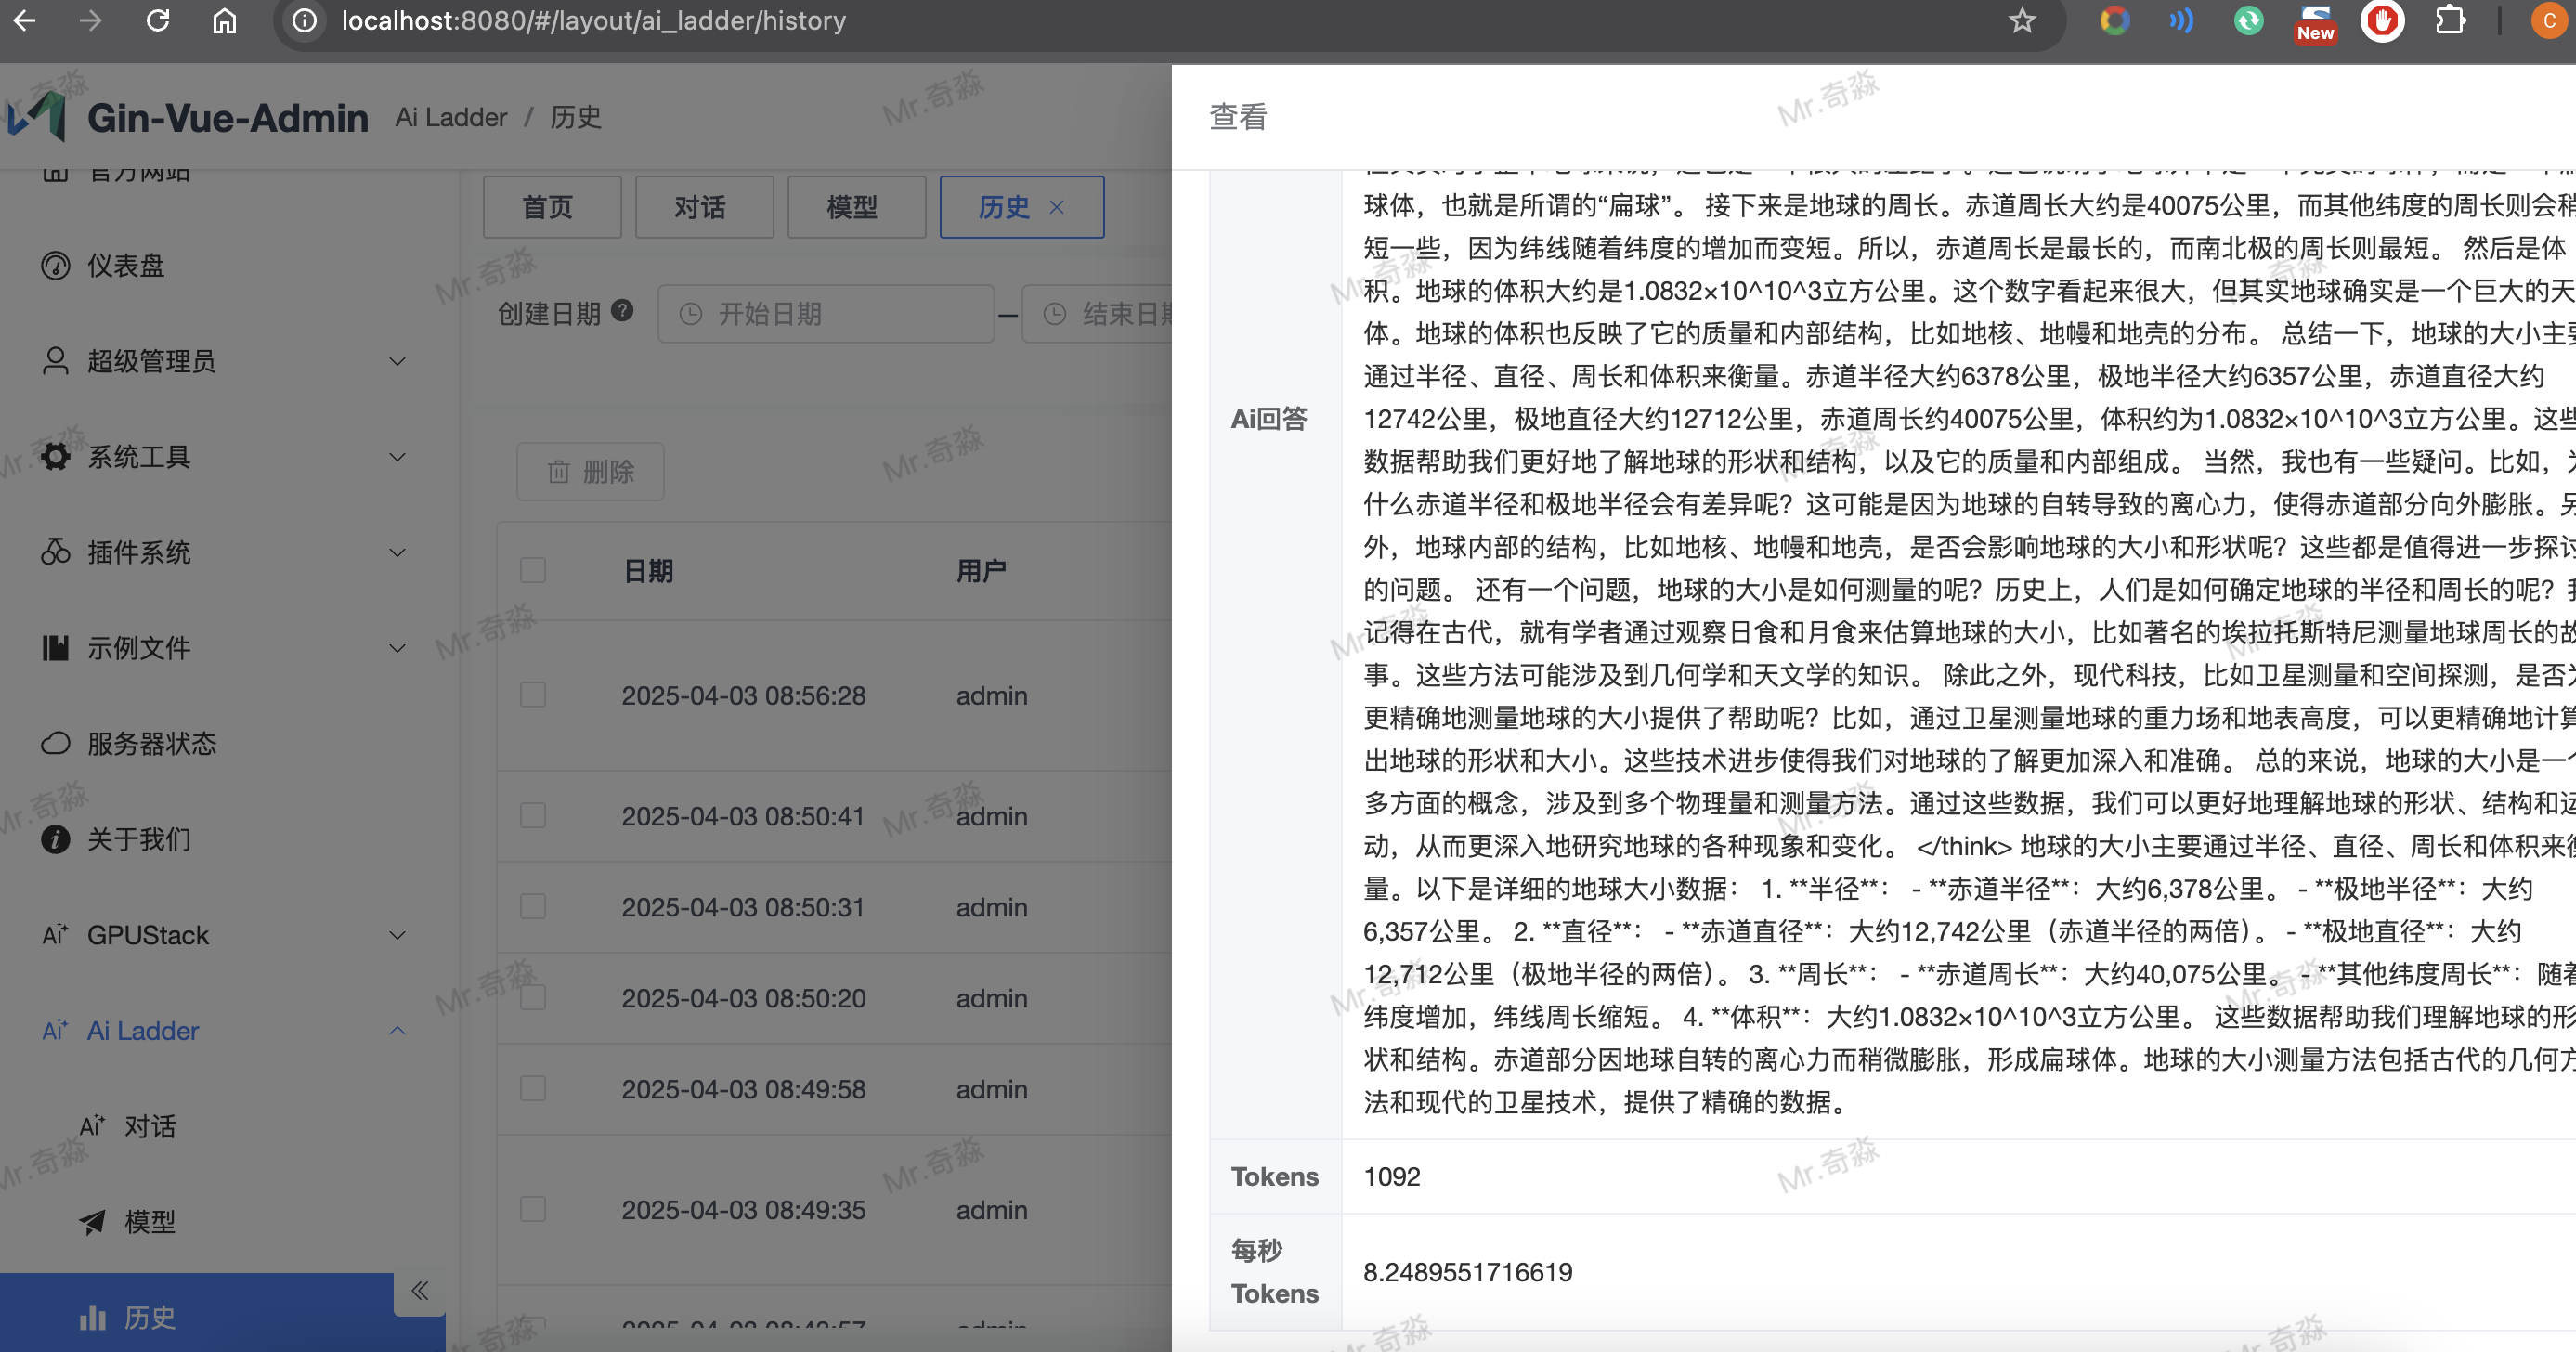 localhost:8080/#/layout/ai_ladder/history
New
C
Gin-Vue-Admin
Ai Ladder / 历史
官方网站
仪表盘
超级管理员
系统工具
插件系统
示例文件
服务器状态
关于我们
GPUStack
Ai Ladder
对话
模型
历史
首页
对话
模型
历史
创建日期
开始日期
结束日期
删除
日期
用户
2025-04-03 08:56:28 admin
2025-04-03 08:50:41 admin
2025-04-03 08:50:31 admin
2025-04-03 08:50:20 admin
2025-04-03 08:49:58 admin
2025-04-03 08:49:35 admin
查看
Ai回答
球体，也就是所谓的“扁球”。 接下来是地球的周长。赤道周长大约是40075公里，而其他纬度的周长则会稍
短一些，因为纬线随着纬度的增加而变短。所以，赤道周长是最长的，而南北极的周长则最短。 然后是体
积。地球的体积大约是1.0832×10^10^3立方公里。这个数字看起来很大，但其实地球确实是一个巨大的天
体。地球的体积也反映了它的质量和内部结构，比如地核、地幔和地壳的分布。 总结一下，地球的大小主要
通过半径、直径、周长和体积来衡量。赤道半径大约6378公里，极地半径大约6357公里，赤道直径大约
12742公里，极地直径大约12712公里，赤道周长约40075公里，体积约为1.0832×10^10^3立方公里。这些
数据帮助我们更好地了解地球的形状和结构，以及它的质量和内部组成。 当然，我也有一些疑问。比如，为
什么赤道半径和极地半径会有差异呢？这可能是因为地球的自转导致的离心力，使得赤道部分向外膨胀。另
外，地球内部的结构，比如地核、地幔和地壳，是否会影响地球的大小和形状呢？这些都是值得进一步探讨
的问题。 还有一个问题，地球的大小是如何测量的呢？历史上，人们是如何确定地球的半径和周长的呢？我
记得在古代，就有学者通过观察日食和月食来估算地球的大小，比如著名的埃拉托斯特尼测量地球周长的故
事。这些方法可能涉及到几何学和天文学的知识。 除此之外，现代科技，比如卫星测量和空间探测，是否为
更精确地测量地球的大小提供了帮助呢？比如，通过卫星测量地球的重力场和地表高度，可以更精确地计算
出地球的形状和大小。这些技术进步使得我们对地球的了解更加深入和准确。 总的来说，地球的大小是一个
多方面的概念，涉及到多个物理量和测量方法。通过这些数据，我们可以更好地理解地球的形状、结构和运
动，从而更深入地研究地球的各种现象和变化。 </think> 地球的大小主要通过半径、直径、周长和体积来衡
量。以下是详细的地球大小数据： 1. **半径**： - **赤道半径**：大约6,378公里。 - **极地半径**：大约
6,357公里。 2. **直径**： - **赤道直径**：大约12,742公里（赤道半径的两倍）。 - **极地直径**：大约
12,712公里（极地半径的两倍）。 3. **周长**： - **赤道周长**：大约40,075公里。 - **其他纬度周长**：随着
纬度增加，纬线周长缩短。 4. **体积**：大约1.0832×10^10^3立方公里。 这些数据帮助我们理解地球的形
状和结构。赤道部分因地球自转的离心力而稍微膨胀，形成扁球体。地球的大小测量方法包括古代的几何方
法和现代的卫星技术，提供了精确的数据。
Tokens 1092
每秒
Tokens
8.2489551716619
Mr.奇淼